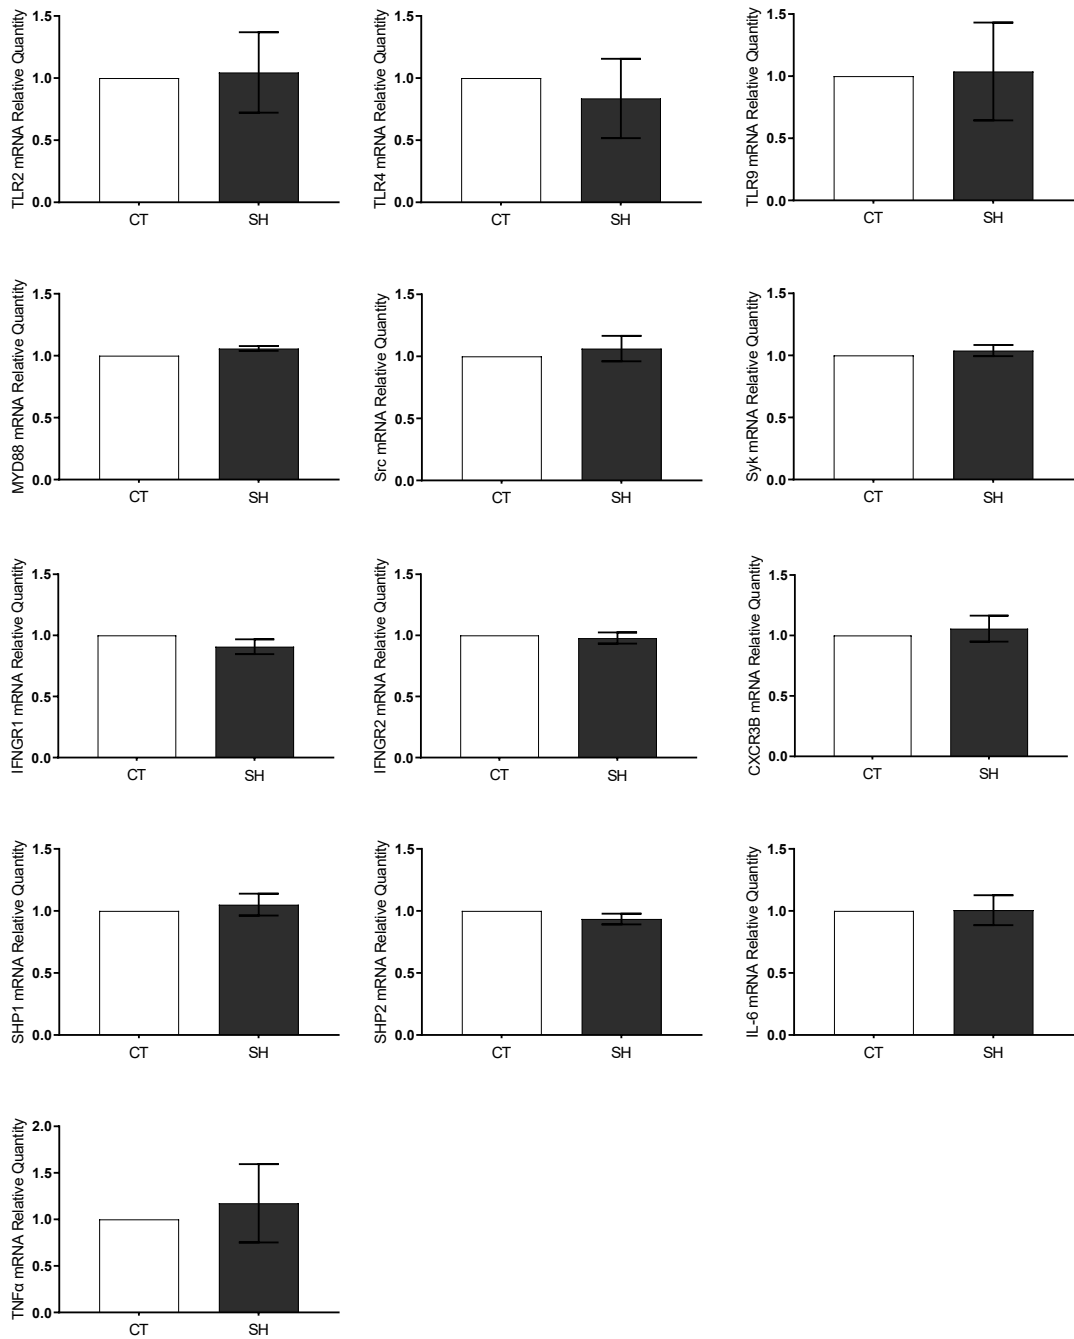 TLR2 mRNA Relative Quantity
1.5
1.0
0.5
0.0
CT SH
TLR4 mRNA Relative Quantity
1.5
1.0
0.5
0.0
CT SH
TLR9 mRNA Relative Quantity
1.5
1.0
0.5
0.0
CT SH
MYD88 mRNA Relative Quantity
1.5
1.0
0.5
0.0
CT SH
Src mRNA Relative Quantity
1.5
1.0
0.5
0.0
CT SH
Syk mRNA Relative Quantity
1.5
1.0
0.5
0.0
CT SH
IFNGR1 mRNA Relative Quantity
1.5
1.0
0.5
0.0
CT SH
IFNGR2 mRNA Relative Quantity
1.5
1.0
0.5
0.0
CT SH
CXCR3B mRNA Relative Quantity
1.5
1.0
0.5
0.0
CT SH
SHP1 mRNA Relative Quantity
1.5
1.0
0.5
0.0
CT SH
SHP2 mRNA Relative Quantity
1.5
1.0
0.5
0.0
CT SH
IL-6 mRNA Relative Quantity
1.5
1.0
0.5
0.0
CT SH
TNFα mRNA Relative Quantity
2.0
1.5
1.0
0.5
0.0
CT SH